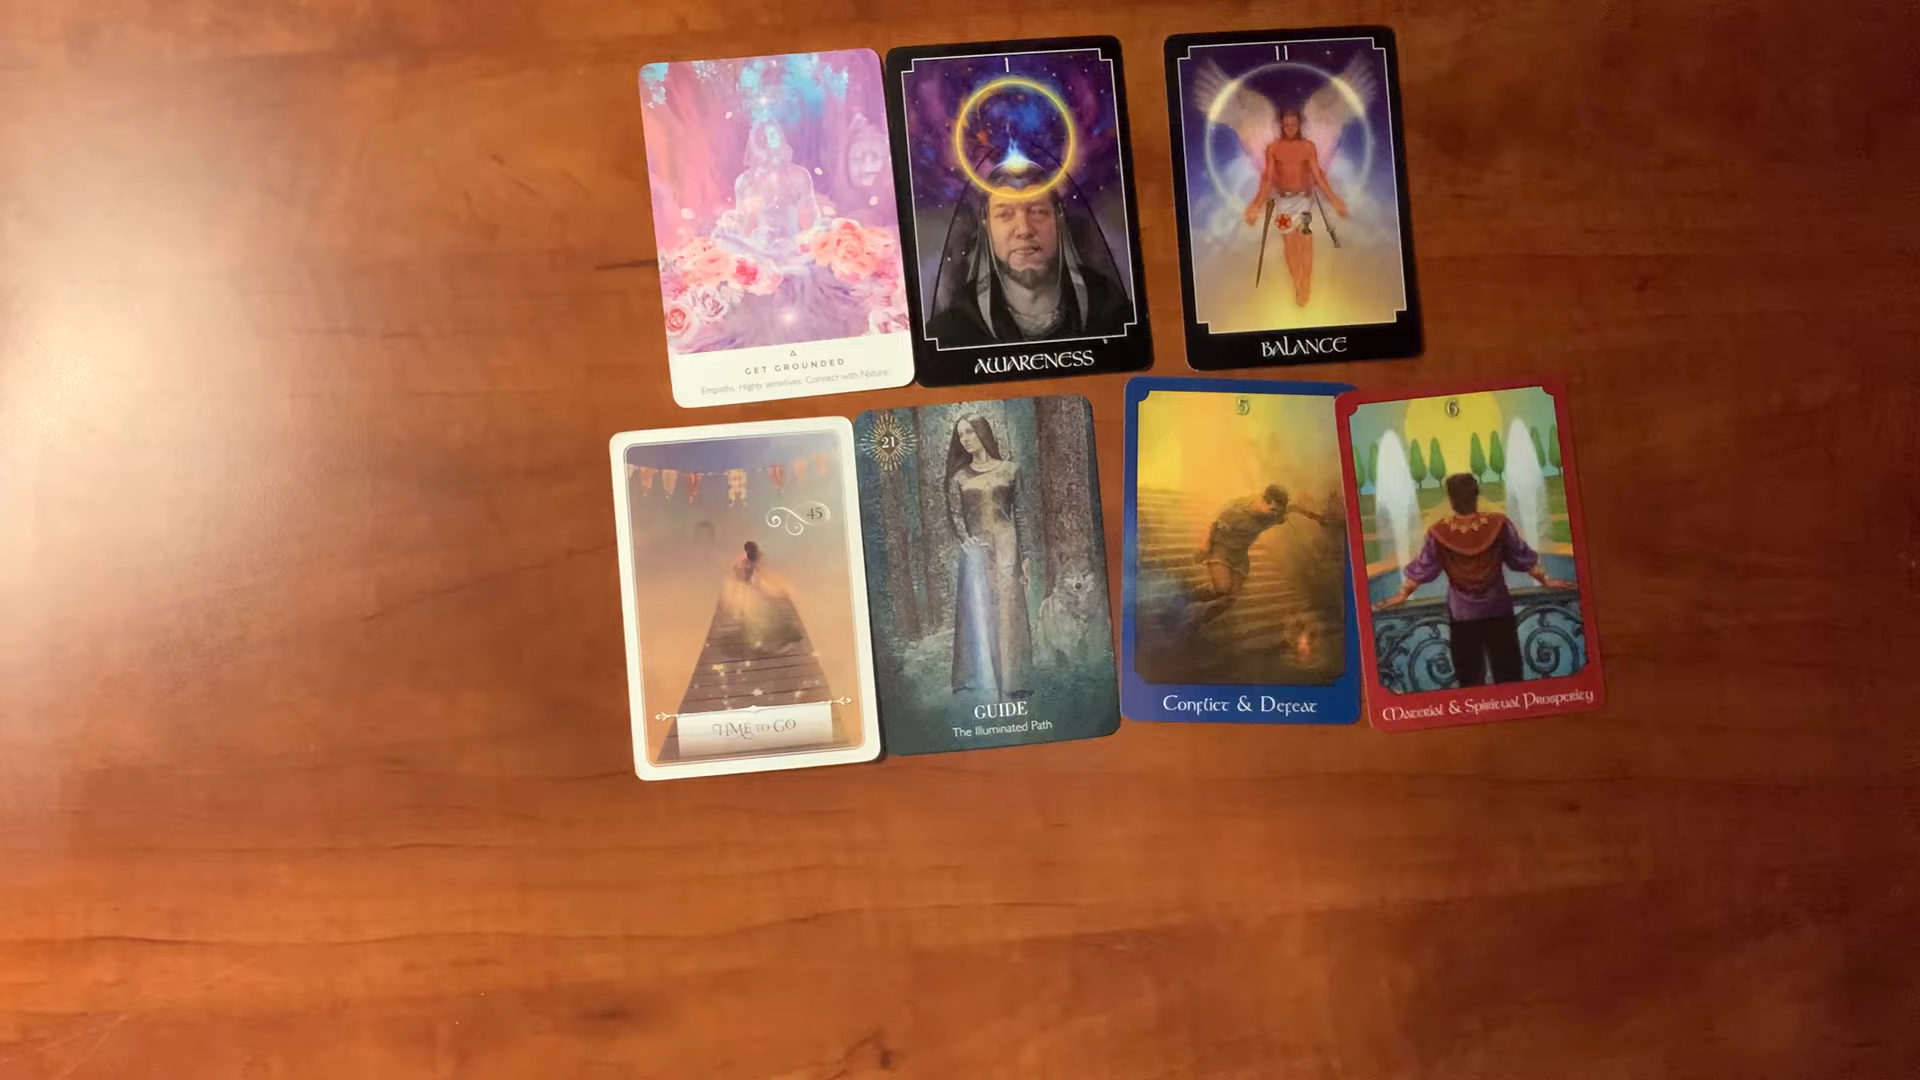 GET GROUNDED
Empaths. Highly sensitives. Connect with Nature.
I
AWARENESS
II
BALANCE
45
TIME TO GO
21
GUIDE
The Illuminated Path
5
Conflict & Defeat
6
Material & Spiritual Prosperity